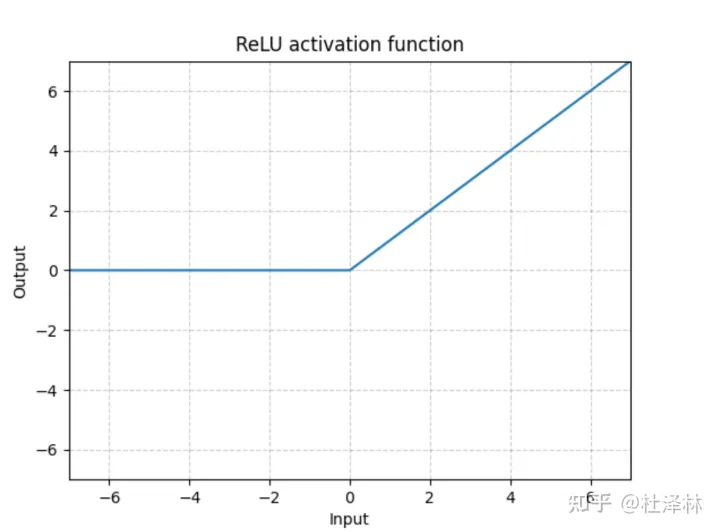 ReLU activation function
6
4
2
0
−2
−4
−6
Output
−6 −4 −2 0 2 4 6
Input
知乎 @杜泽林